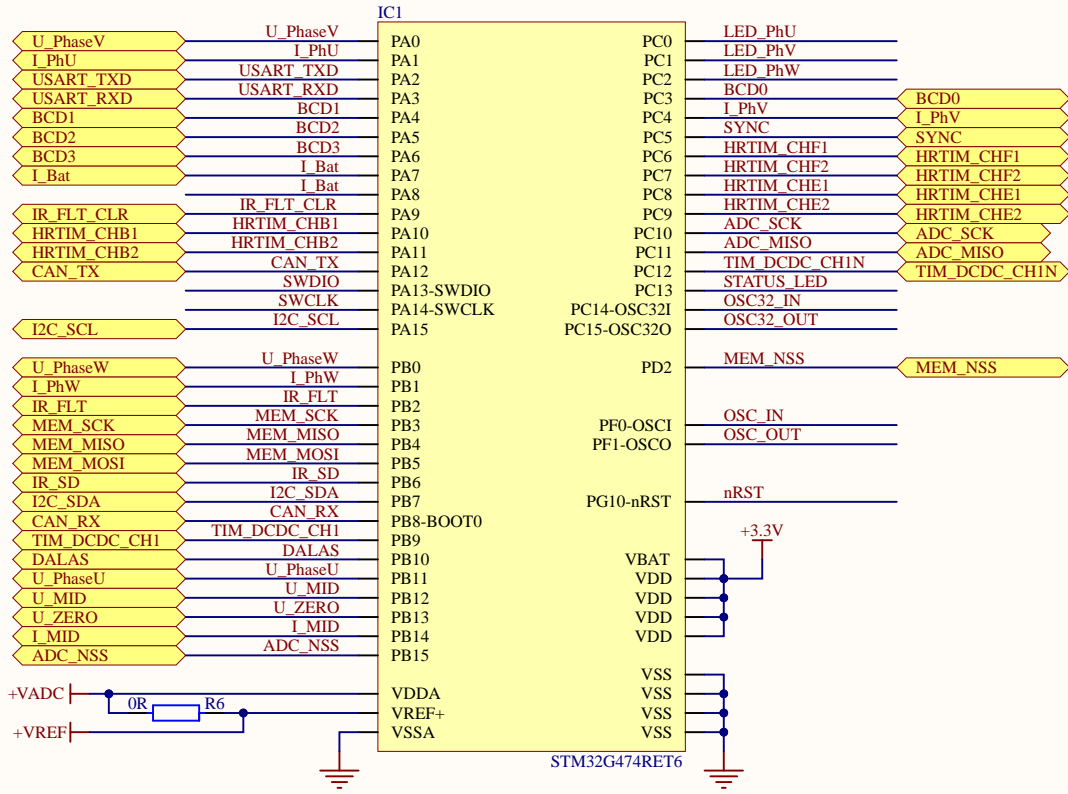 IC1
U_PhaseV U_PhaseV PA0 PC0 LED_PhU
I_PhU I_PhU PA1 PC1 LED_PhV
USART_TXD USART_TXD PA2 PC2 LED_PhW
USART_RXD USART_RXD PA3 PC3 BCD0 BCD0
BCD1 BCD1 PA4 PC4 I_PhV I_PhV
BCD2 BCD2 PA5 PC5 SYNC SYNC
BCD3 BCD3 PA6 PC6 HRTIM_CHF1 HRTIM_CHF1
I_Bat I_Bat PA7 PC7 HRTIM_CHF2 HRTIM_CHF2
I_Bat PA8 PC8 HRTIM_CHE1 HRTIM_CHE1
IR_FLT_CLR IR_FLT_CLR PA9 PC9 HRTIM_CHE2 HRTIM_CHE2
HRTIM_CHB1 HRTIM_CHB1 PA10 PC10 ADC_SCK ADC_SCK
HRTIM_CHB2 HRTIM_CHB2 PA11 PC11 ADC_MISO ADC_MISO
CAN_TX CAN_TX PA12 PC12 TIM_DCDC_CH1N TIM_DCDC_CH1N
SWDIO PA13-SWDIO PC13 STATUS_LED
SWCLK PA14-SWCLK PC14-OSC32I OSC32_IN
I2C_SCL I2C_SCL PA15 PC15-OSC32O OSC32_OUT
U_PhaseW U_PhaseW PB0 PD2 MEM_NSS MEM_NSS
I_PhW I_PhW PB1
IR_FLT IR_FLT PB2
MEM_SCK MEM_SCK PB3 PF0-OSCI OSC_IN
MEM_MISO MEM_MISO PB4 PF1-OSCO OSC_OUT
MEM_MOSI MEM_MOSI PB5
IR_SD IR_SD PB6
I2C_SDA I2C_SDA PB7 PG10-nRST nRST
CAN_RX CAN_RX PB8-BOOT0
TIM_DCDC_CH1 TIM_DCDC_CH1 PB9 +3.3V
DALAS DALAS PB10 VBAT
U_PhaseU U_PhaseU PB11 VDD
U_MID U_MID PB12 VDD
U_ZERO U_ZERO PB13 VDD
I_MID I_MID PB14 VDD
ADC_NSS ADC_NSS PB15
VSS
+VADC VDDA VSS
0R R6 VREF+ VSS
+VREF VSSA VSS
STM32G474RET6